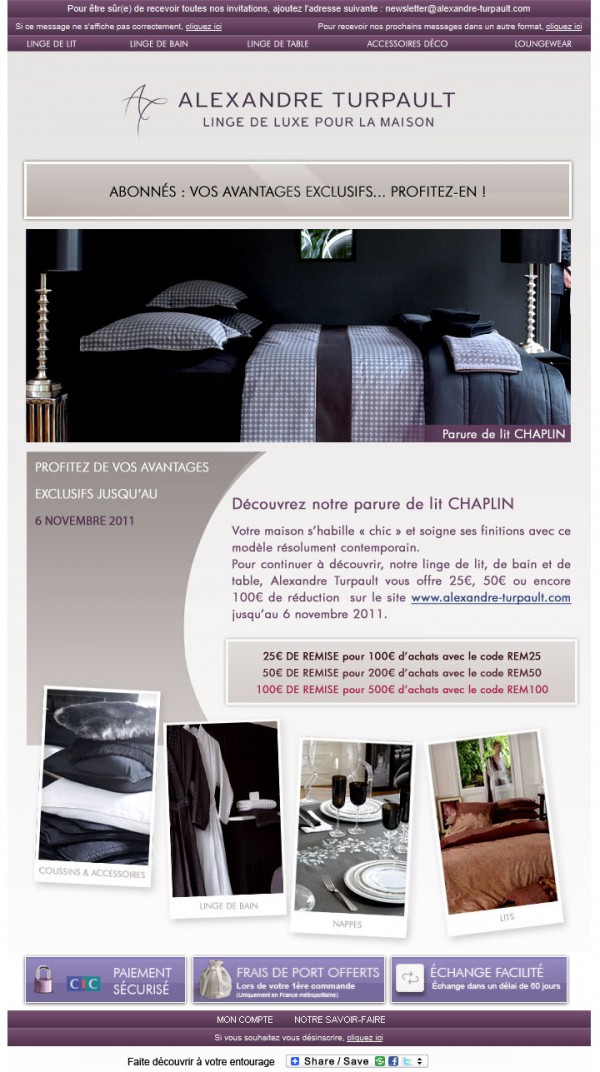 Pour être sûr(e) de recevoir toutes nos invitations, ajoutez l'adresse suivante : newsletter@alexandre-turpault.com
Si ce message ne s'affiche pas correctement, cliquez ici
Pour recevoir nos prochains messages dans un autre format, cliquez ici
LINGE DE LIT
LINGE DE BAIN
LINGE DE TABLE
ACCESSOIRES DÉCO
LOUNGEWEAR
ALEXANDRE TURPAULT
LINGE DE LUXE POUR LA MAISON
ABONNÉS : VOS AVANTAGES EXCLUSIFS... PROFITEZ-EN !
Parure de lit CHAPLIN
PROFITEZ DE VOS AVANTAGES
EXCLUSIFS JUSQU'AU
6 NOVEMBRE 2011
Découvrez notre parure de lit CHAPLIN
Votre maison s'habille « chic » et soigne ses finitions avec ce
modèle résolument contemporain.
Pour continuer à découvrir, notre linge de lit, de bain et de
table, Alexandre Turpault vous offre 25€, 50€ ou encore
100€ de réduction sur le site www.alexandre-turpault.com
jusqu'au 6 novembre 2011.
25€ DE REMISE pour 100€ d'achats avec le code REM25
50€ DE REMISE pour 200€ d'achats avec le code REM50
100€ DE REMISE pour 500€ d'achats avec le code REM100
COUSSINS & ACCESSOIRES
LINGE DE BAIN
NAPPES
LITS
CIC
PAIEMENT
SÉCURISÉ
FRAIS DE PORT OFFERTS
Lors de votre 1ère commande
(Uniquement en France métropolitaine)
ÉCHANGE FACILITÉ
Échange dans un délai de 60 jours
MON COMPTE
NOTRE SAVOIR-FAIRE
Si vous souhaitez vous désinscrire, cliquez ici
Faite découvrir à votre entourage
Share / Save